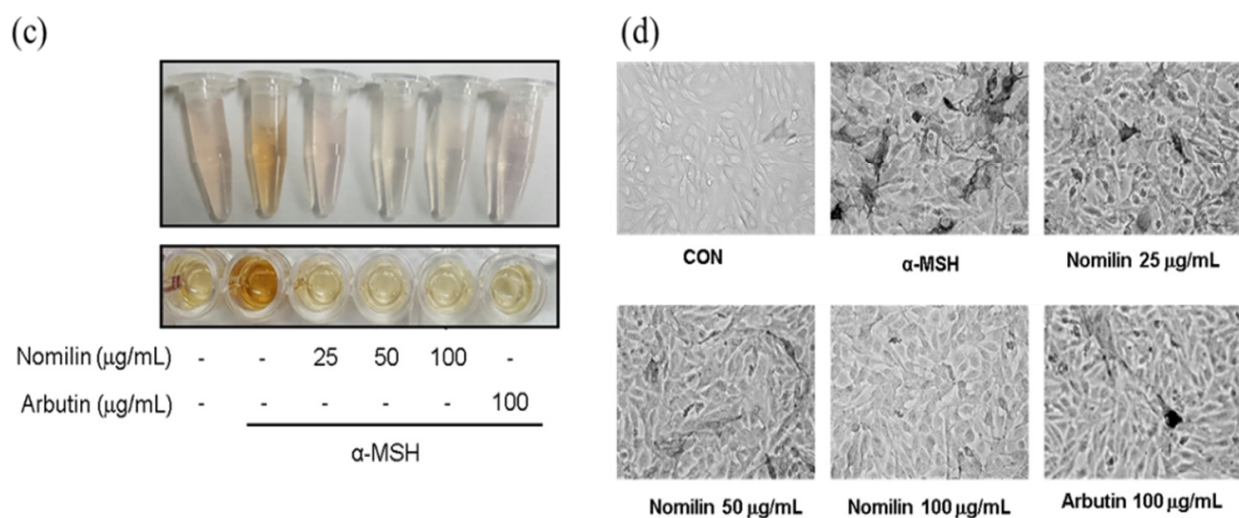 (c)
Nomilin (μg/mL) - - 25 50 100 -
Arbutin (μg/mL) - - - - - 100
α-MSH
(d)
CON
α-MSH
Nomilin 25 μg/mL
Nomilin 50 μg/mL
Nomilin 100 μg/mL
Arbutin 100 μg/mL